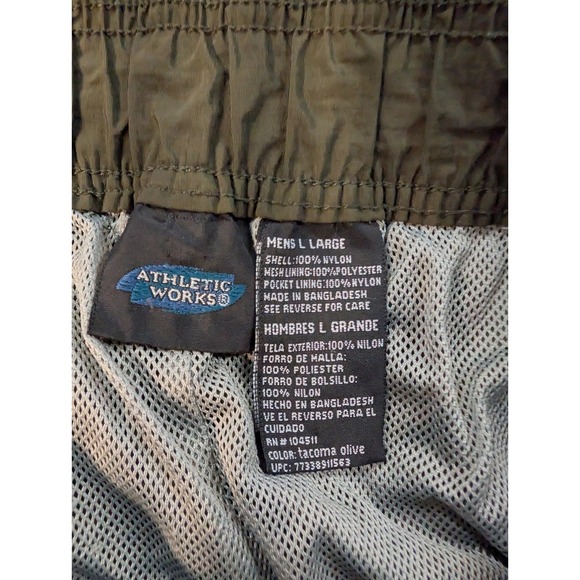 ATHLETIC
WORKS®
MENS L LARGE
SHELL:100% NYLON
MESH LINING:100% POLYESTER
POCKET LINING:100% NYLON
MADE IN BANGLADESH
SEE REVERSE FOR CARE
HOMBRES L GRANDE
TELA EXTERIOR:100% NILON
FORRO DE MALLA:
100% POLIESTER
FORRO DE BOLSILLO:
100% NILON
HECHO EN BANGLADESH
VE EL REVERSO PARA EL
CUIDADO
RN# 104511
COLOR: tacoma olive
UPC: 77338911563